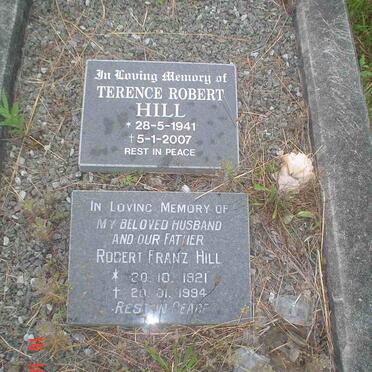 In Loving Memory of
TERENCE ROBERT
HILL
* 28-5-1941
† 5-1-2007
REST IN PEACE
IN LOVING MEMORY OF
MY BELOVED HUSBAND
AND OUR FATHER
ROBERT FRANZ HILL
* 20. 10. 1921
† 20. 01. 1994
REST IN PEACE